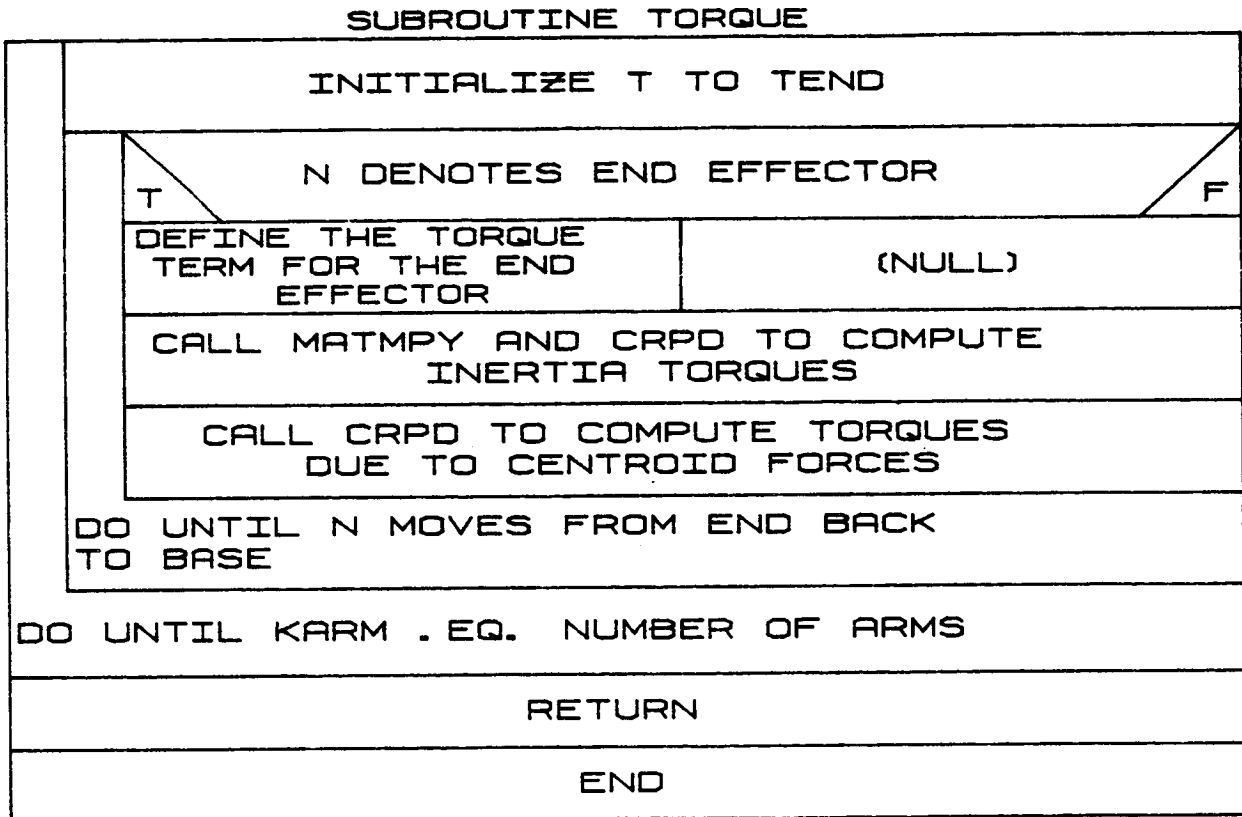 SUBROUTINE TORQUE
INITIALIZE T TO TEND
N DENOTES END EFFECTOR
T
F
DEFINE THE TORQUE
TERM FOR THE END
EFFECTOR
(NULL)
CALL MATMPY AND CRPD TO COMPUTE
INERTIA TORQUES
CALL CRPD TO COMPUTE TORQUES
DUE TO CENTROID FORCES
DO UNTIL N MOVES FROM END BACK
TO BASE
DO UNTIL KARM .EQ. NUMBER OF ARMS
RETURN
END